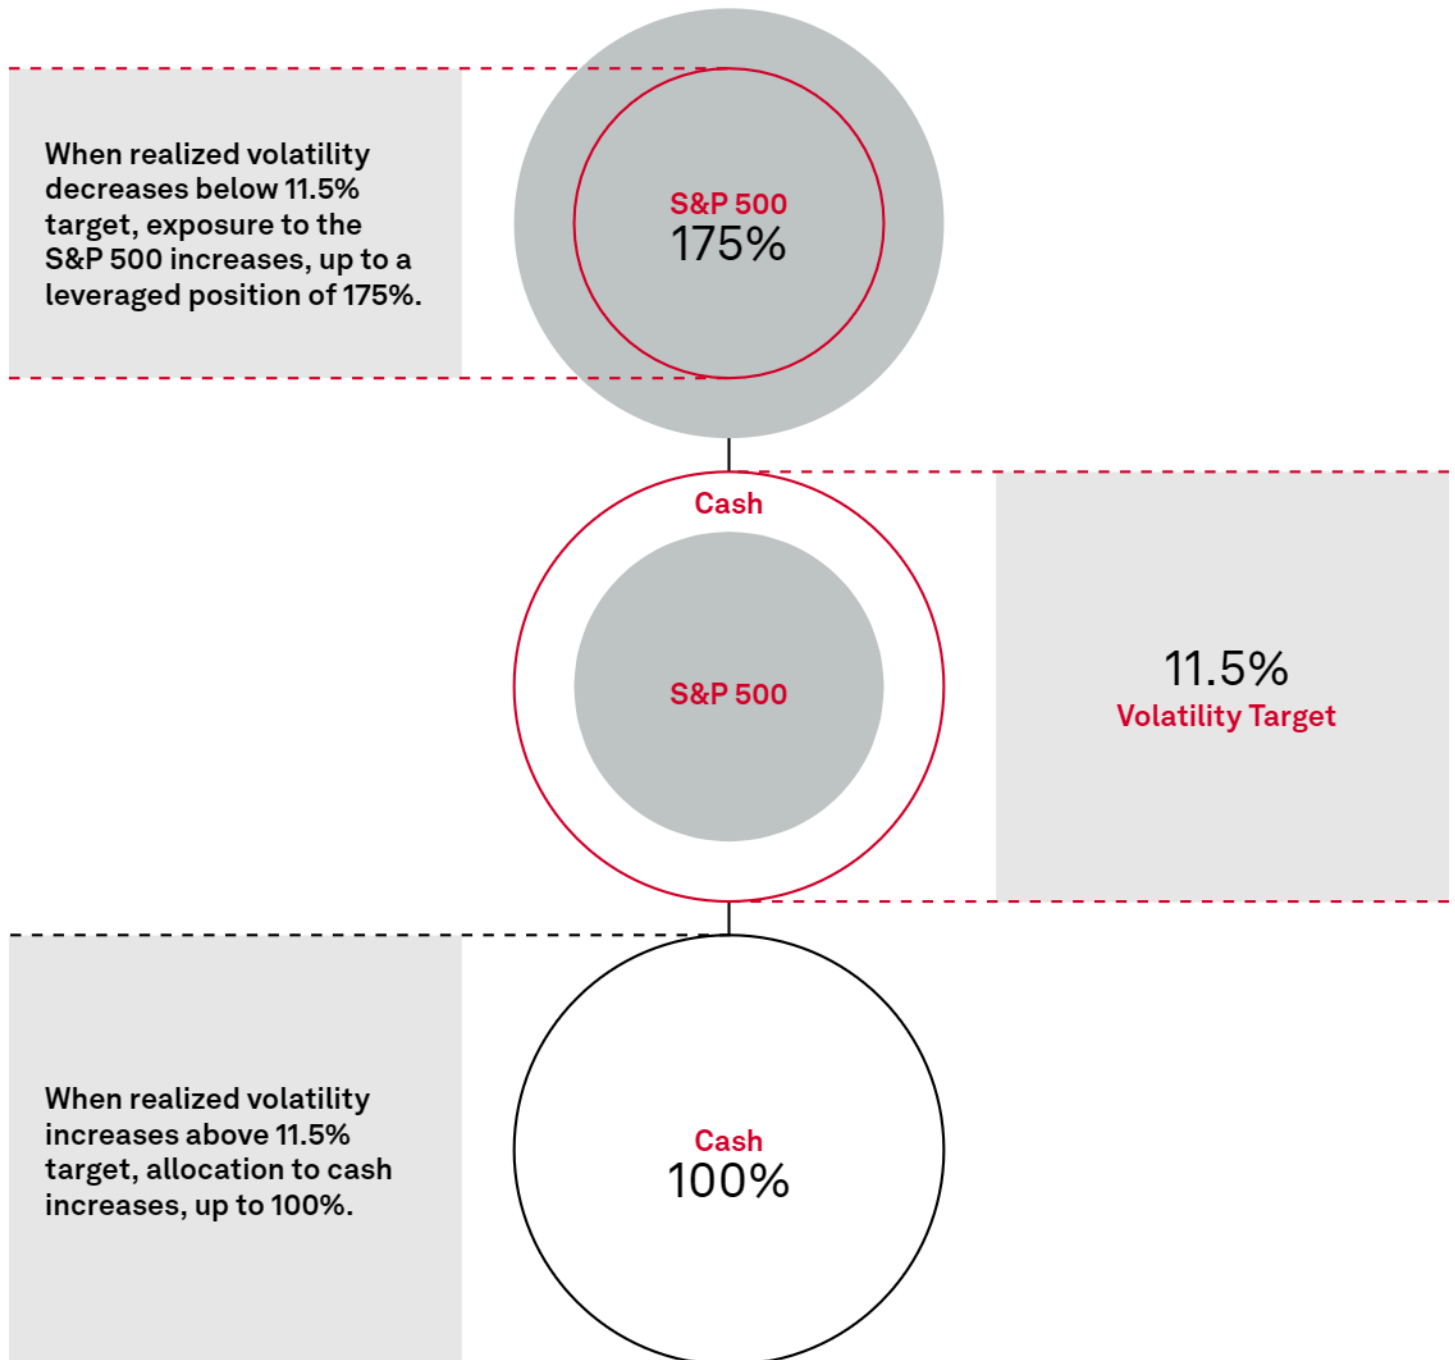 When realized volatility
decreases below 11.5%
target, exposure to the
S&P 500 increases, up to a
leveraged position of 175%.
S&P 500
175%
Cash
S&P 500
11.5%
Volatility Target
When realized volatility
increases above 11.5%
target, allocation to cash
increases, up to 100%.
Cash
100%